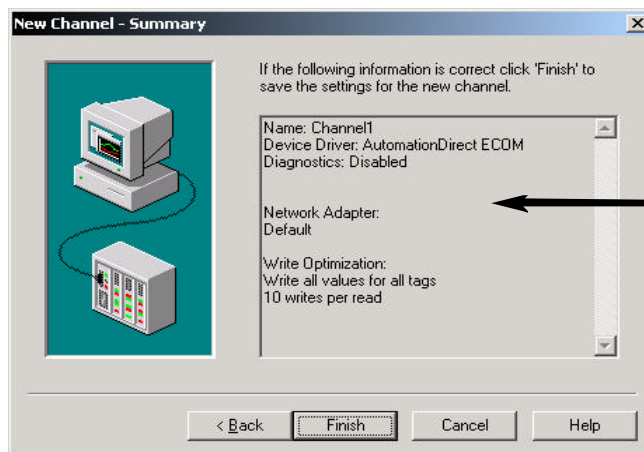 New Channel - Summary
If the following information is correct click 'Finish' to
save the settings for the new channel.
Name: Channel1
Device Driver: AutomationDirect ECOM
Diagnostics: Disabled
Network Adapter:
Default
Write Optimization:
Write all values for all tags
10 writes per read
< Back
Finish
Cancel
Help